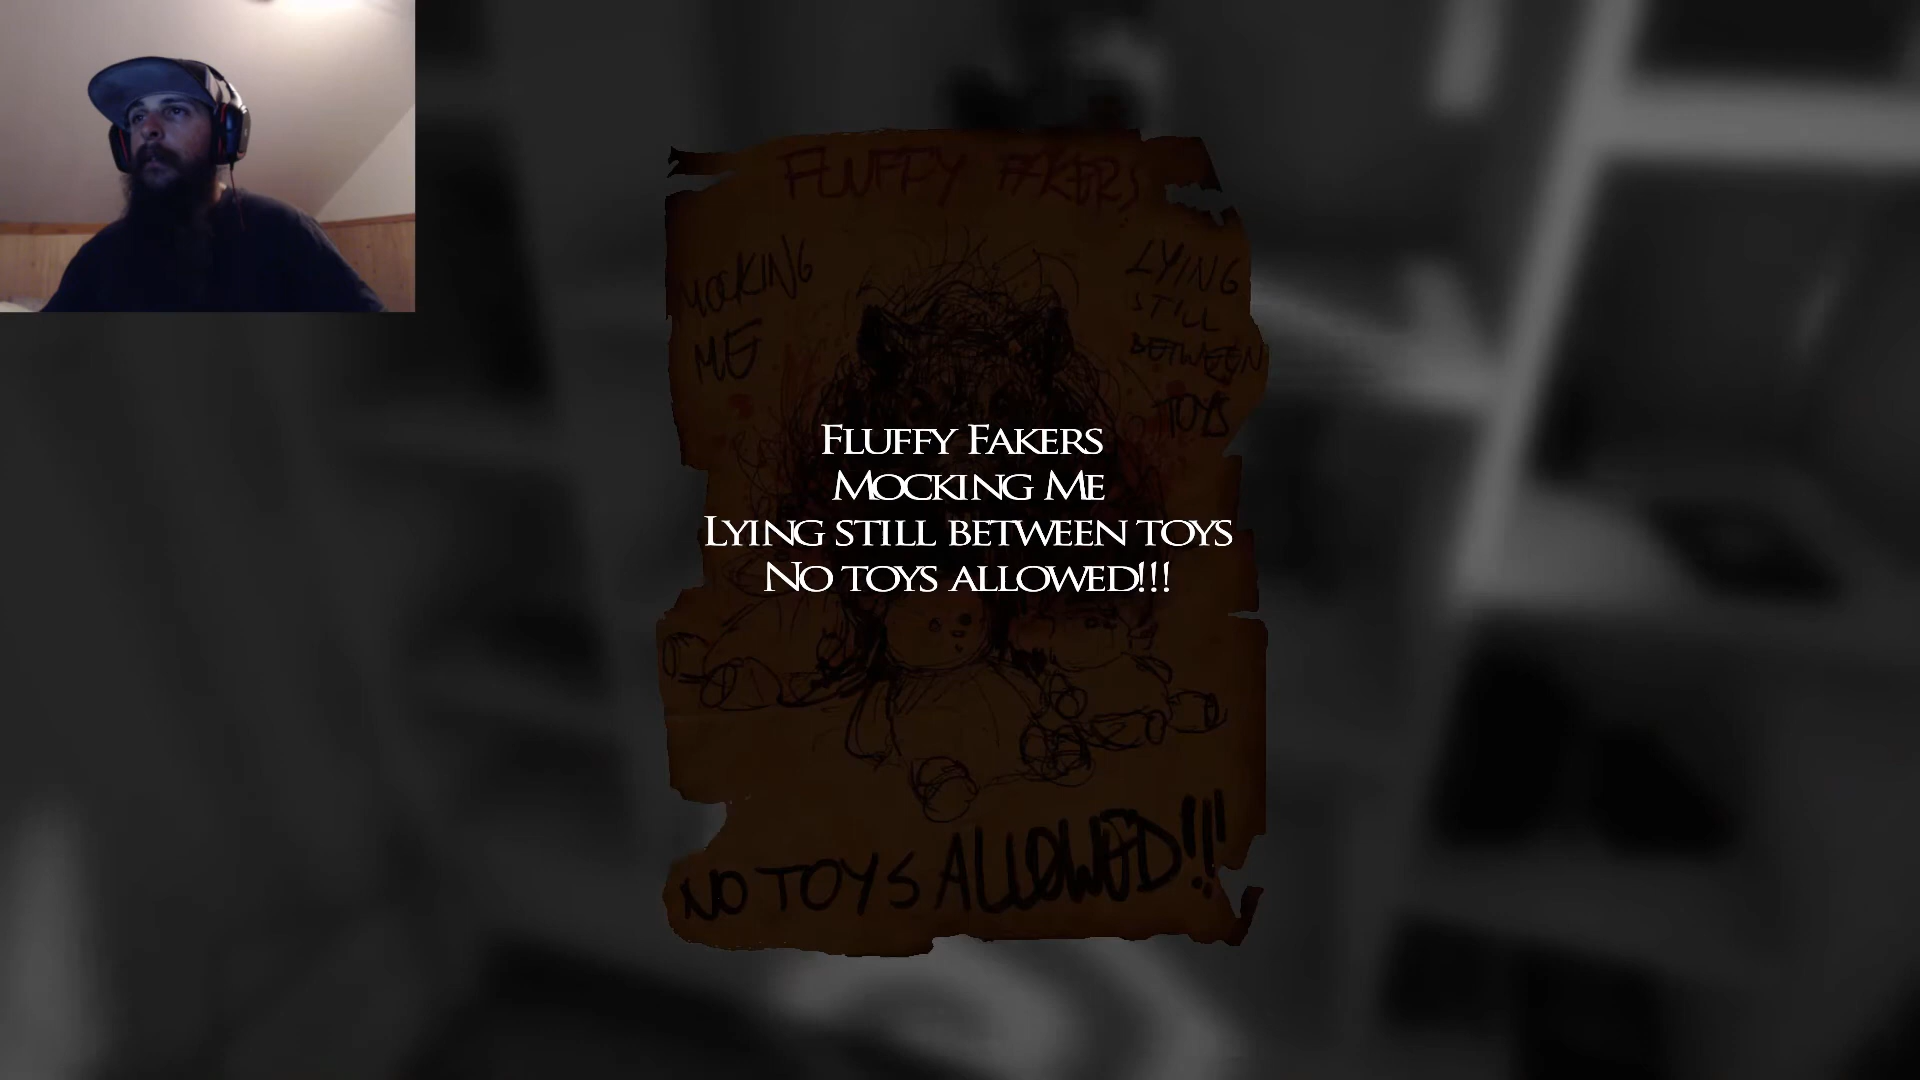 FLUFFY FAKERS
MOCKING
ME
LYING
STILL
BETWEEN
TOYS
FLUFFY FAKERS
MOCKING ME
LYING STILL BETWEEN TOYS
NO TOYS ALLOWED!!!
NO TOYS ALLOWED!!!